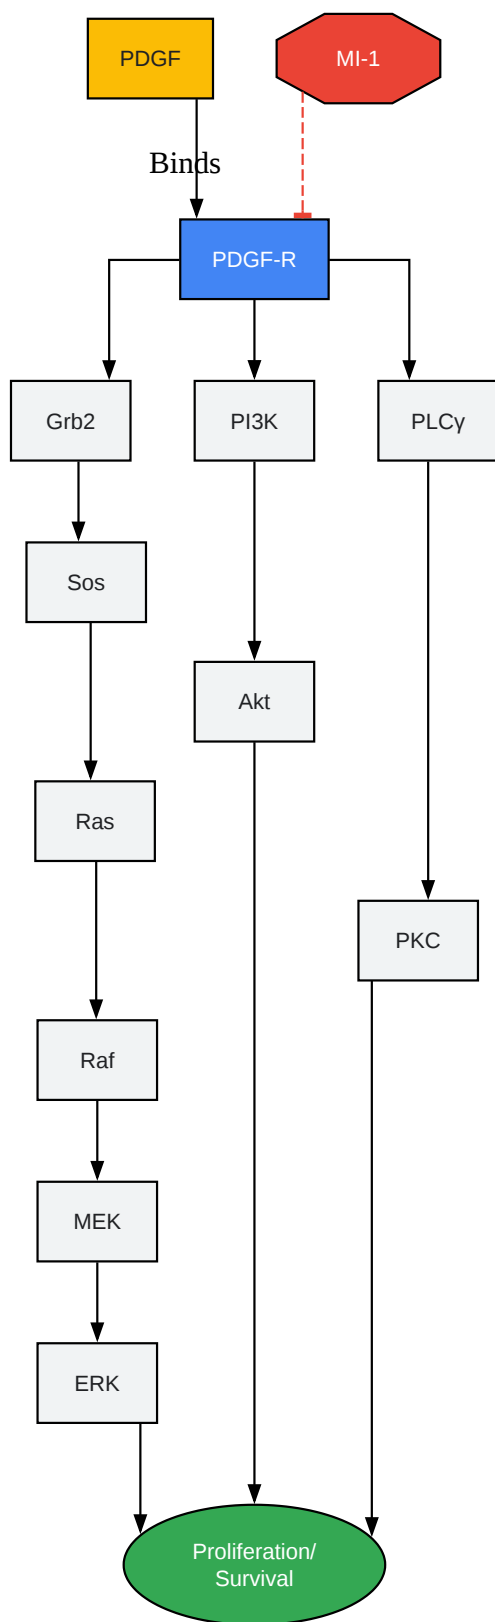 PDGF
MI-1
Binds
PDGF-R
Grb2
PI3K
PLCγ
Sos
Akt
Ras
PKC
Raf
MEK
ERK
Proliferation/
Survival